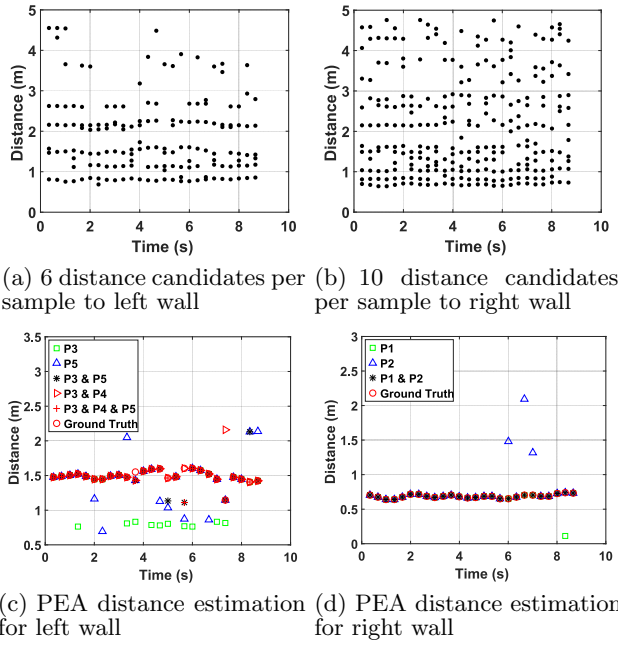 5
4
3
2
1
0
Distance (m)
0 2 4 6 8 10
Time (s)
5
4
3
2
1
0
Distance (m)
0 2 4 6 8 10
Time (s)
(a) 6 distance candidates per
sample to left wall
(b) 10 distance candidates
per sample to right wall
3.5
3
2.5
2
1.5
1
0.5
Distance (m)
P3
P5
P3 & P5
P3 & P4
P3 & P4 & P5
Ground Truth
0 2 4 6 8 10
Time (s)
3
2.5
2
1.5
1
0.5
0
Distance (m)
P1
P2
P1 & P2
Ground Truth
0 2 4 6 8 10
Time (s)
(c) PEA distance estimation
for left wall
(d) PEA distance estimation
for right wall